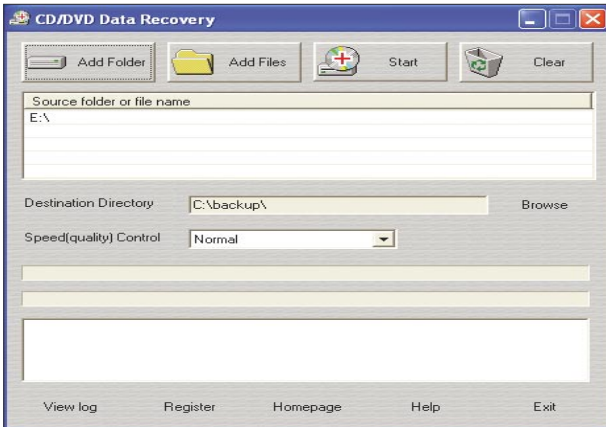 CD/DVD Data Recovery
Add Folder Add Files Start Clear
Source folder or file name
E:\
Destination Directory C:\backup\ Browse
Speed(quality) Control Normal
View log Register Homepage Help Exit